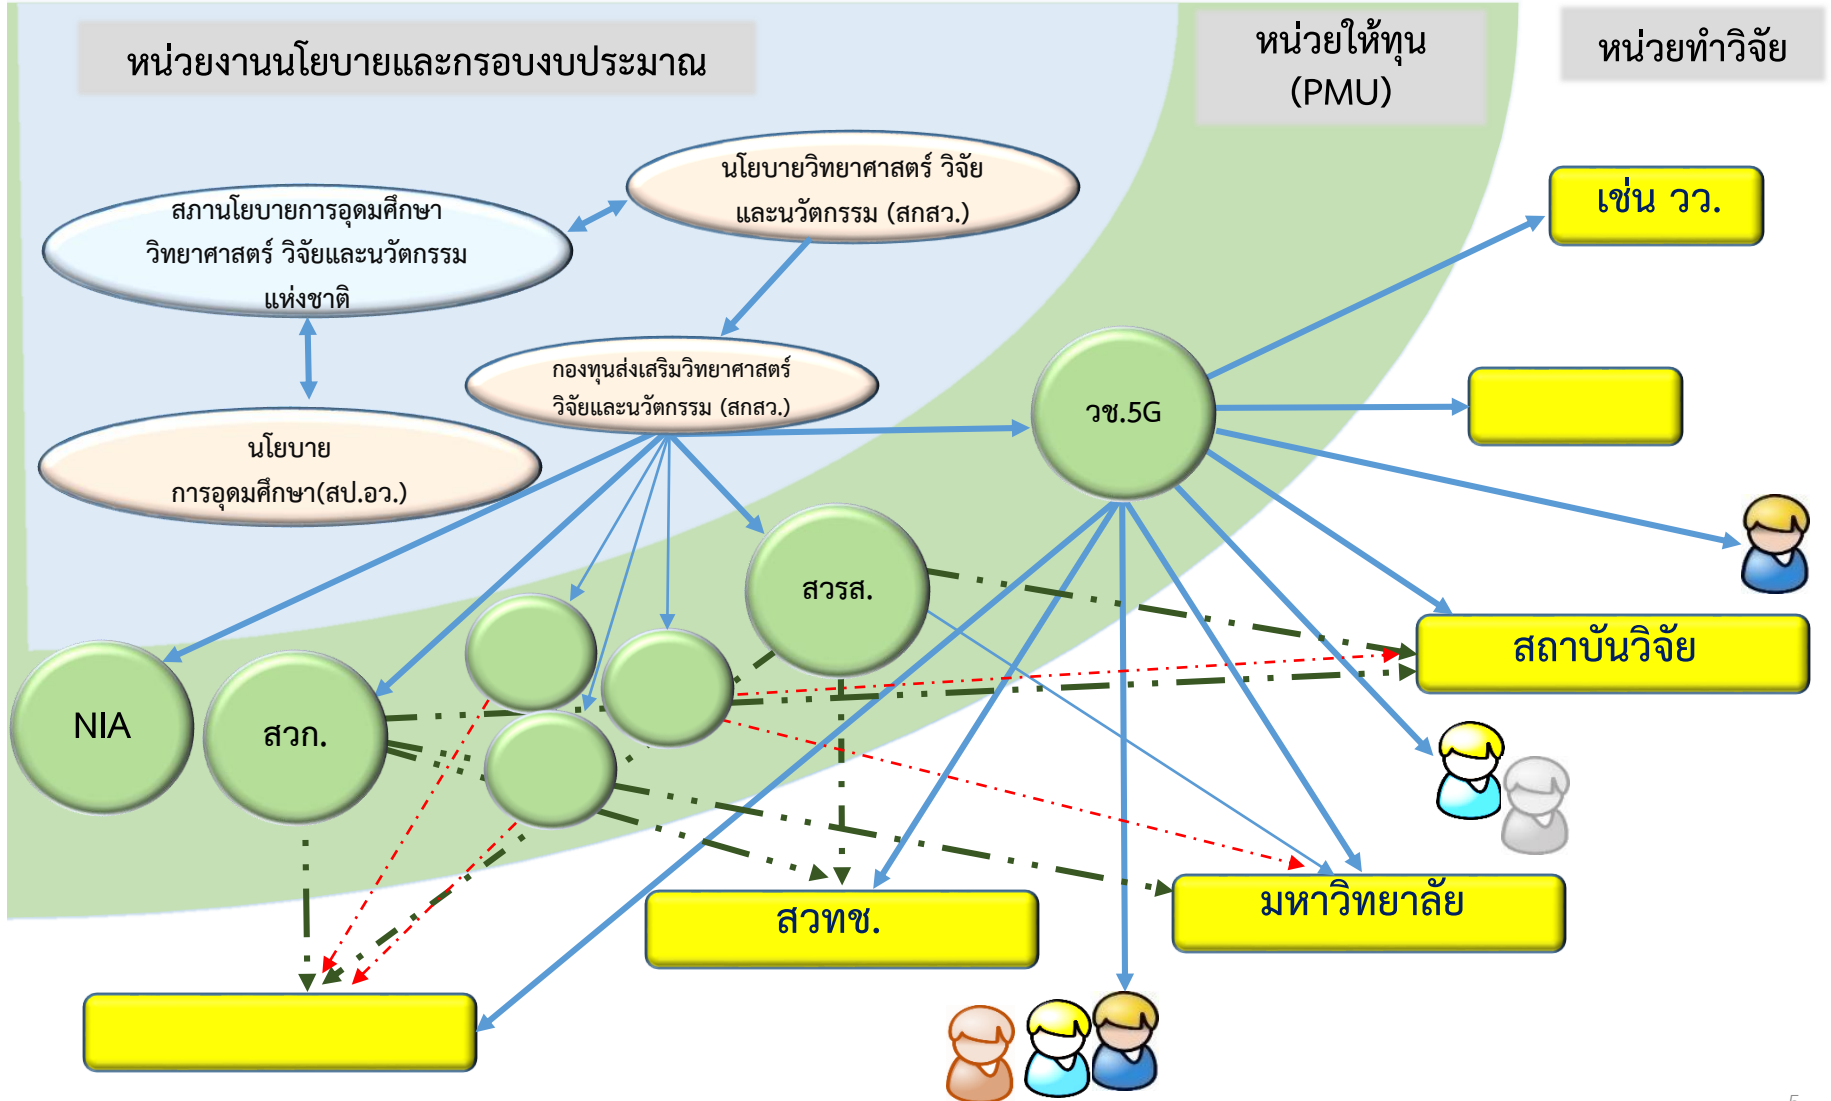 หน่วยงานนโยบายและกรอบงบประมาณ
หน่วยให้ทุน
(PMU)
หน่วยทำวิจัย
นโยบายวิทยาศาสตร์ วิจัย
และนวัตกรรม (สกสว.)
สภานโยบายการอุดมศึกษา
วิทยาศาสตร์ วิจัยและนวัตกรรม
แห่งชาติ
เช่น วว.
กองทุนส่งเสริมวิทยาศาสตร์
วิจัยและนวัตกรรม (สกสว.)
วช.5G
นโยบาย
การอุดมศึกษา(สป.อว.)
สวรส.
สถาบันวิจัย
NIA
สวก.
มหาวิทยาลัย
สวทช.
5